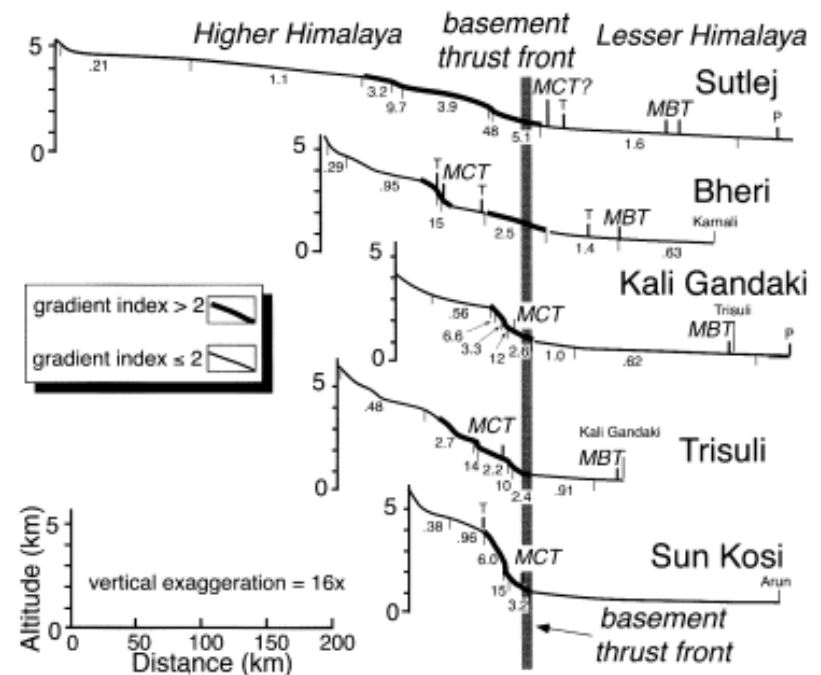 Higher Himalaya
basement
thrust front
Lesser Himalaya
5
0
.21
1.1
3.2
9.7
3.9
48
5.1
MCT?
T
1.6
MBT
P
Sutlej
5
0
.29
.95
T
MCT
15
T
2.5
T
1.4
MBT
.63
Karnali
Bheri
5
0
.56
6.6
3.3
12
2.6
MCT
1.0
.62
MBT
Trisuli
P
Kali Gandaki
gradient index > 2
gradient index ≤ 2
5
0
.48
2.7
14
MCT
2.2
10
2.4
.91
Kali Gandaki
MBT
Trisuli
5
0
.38
.96
T
6.0
15
3.2
MCT
Sun Kosi
Arun
Altitude (km)
5
0
vertical exaggeration = 16x
0 50 100 150 200
Distance (km)
basement
thrust front